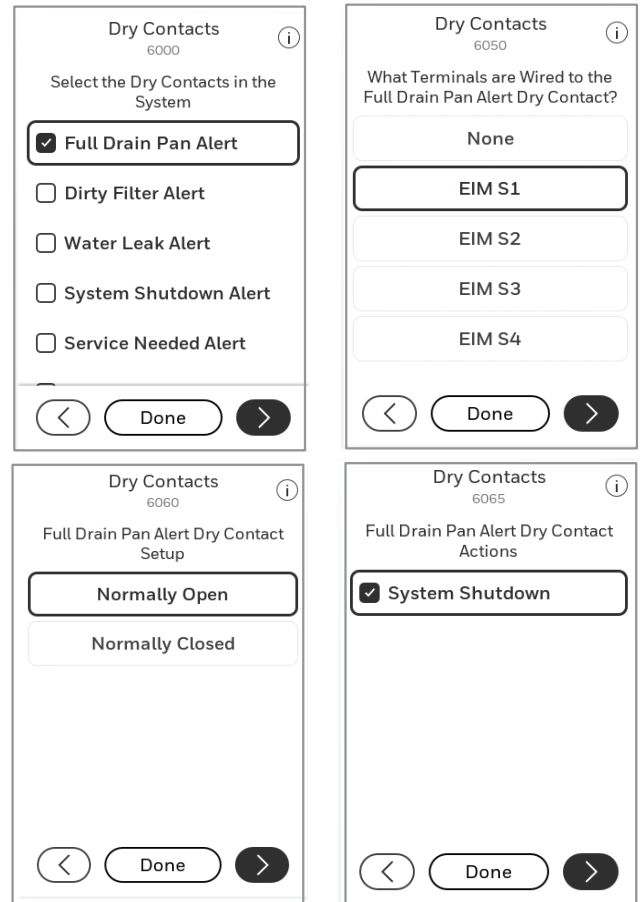 Dry Contacts
6000
Select the Dry Contacts in the
System
Full Drain Pan Alert
Dirty Filter Alert
Water Leak Alert
System Shutdown Alert
Service Needed Alert
Done
Dry Contacts
6050
What Terminals are Wired to the
Full Drain Pan Alert Dry Contact?
None
EIM S1
EIM S2
EIM S3
EIM S4
Done
Dry Contacts
6060
Full Drain Pan Alert Dry Contact
Setup
Normally Open
Normally Closed
Done
Dry Contacts
6065
Full Drain Pan Alert Dry Contact
Actions
System Shutdown
Done